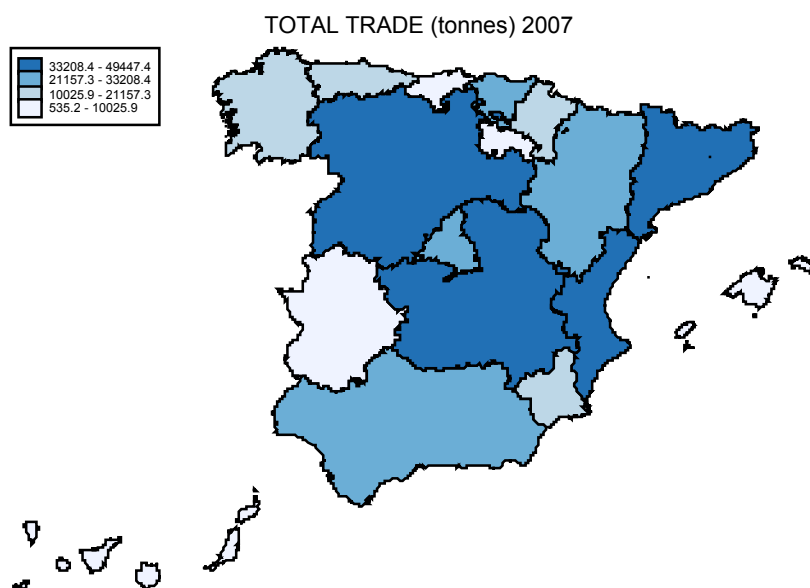 TOTAL TRADE (tonnes) 2007
33208.4 - 49447.4
21157.3 - 33208.4
10025.9 - 21157.3
535.2 - 10025.9